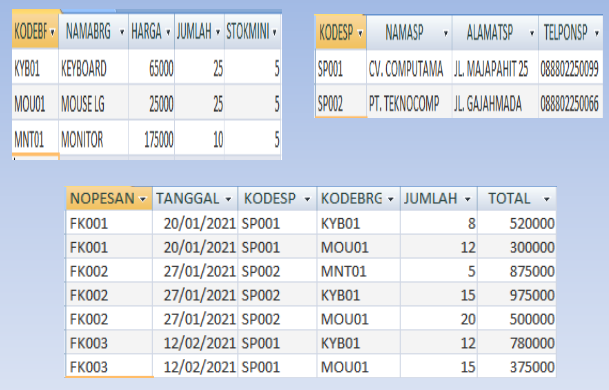 KODEBF NAMABRG HARGA JUMLAH STOKMINI
KYB01 KEYBOARD 65000 25 5
MOU01 MOUSE LG 25000 25 5
MNT01 MONITOR 175000 10 5
KODESP NAMASP ALAMATSP TELPONSP
SP001 CV. COMPUTAMA JL. MAJAPAHIT 25 088802250099
SP002 PT. TEKNOCOMP JL. GAJAHMADA 088802250066
NOPESAN TANGGAL KODESP KODEBRG JUMLAH TOTAL
FK001 20/01/2021 SP001 KYB01 8 520000
FK001 20/01/2021 SP001 MOU01 12 300000
FK002 27/01/2021 SP002 MNT01 5 875000
FK002 27/01/2021 SP002 KYB01 15 975000
FK002 27/01/2021 SP002 MOU01 20 500000
FK003 12/02/2021 SP001 KYB01 12 780000
FK003 12/02/2021 SP001 MOU01 15 375000